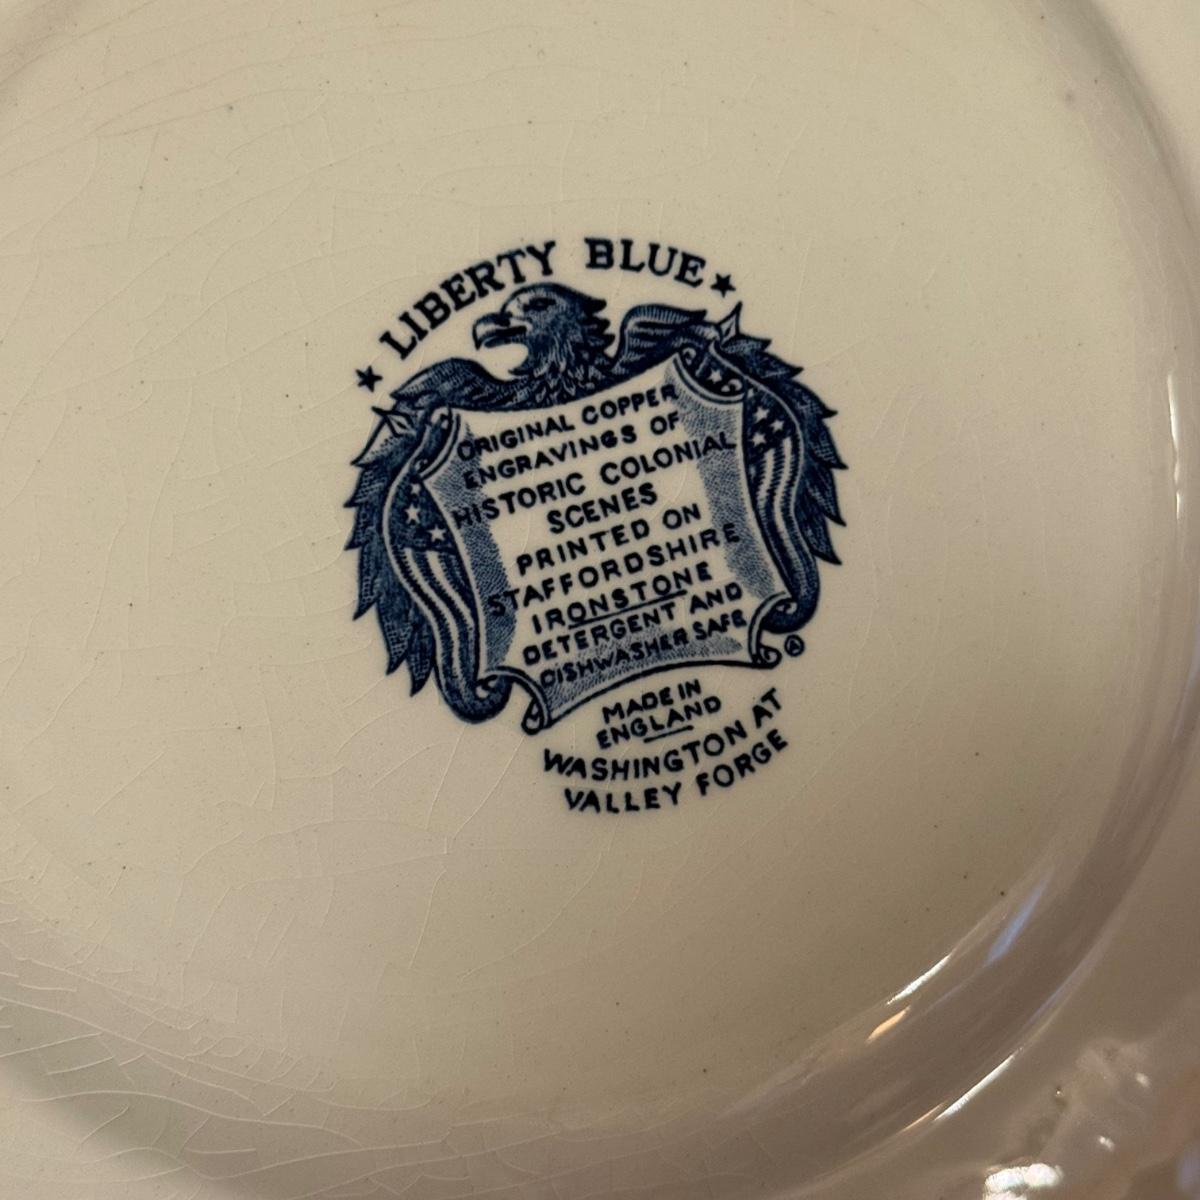 ★ LIBERTY BLUE ★
ORIGINAL COPPER
ENGRAVINGS OF
HISTORIC COLONIAL
SCENES
PRINTED ON
STAFFORDSHIRE
IRONSTONE
DETERGENT AND
DISHWASHER SAFE
MADE IN
ENGLAND
WASHINGTON AT
VALLEY FORGE